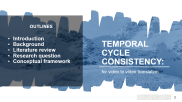 OUTLINES
• Introduction
• Background
• Literature review
• Research question
• Conceptual framework
TEMPORAL
CYCLE
CONSISTENCY:
for video to video translation